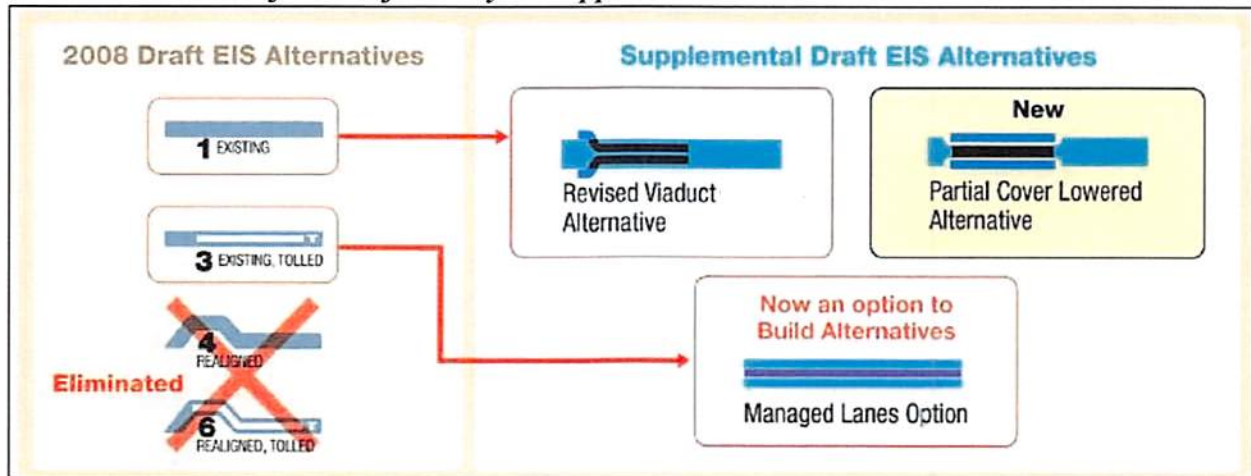 2008 Draft EIS Alternatives
1 EXISTING
3 EXISTING, TOLLED
4 REALIGNED
Eliminated
6 REALIGNED, TOLLED
Supplemental Draft EIS Alternatives
Revised Viaduct
Alternative
New
Partial Cover Lowered
Alternative
Now an option to
Build Alternatives
Managed Lanes Option